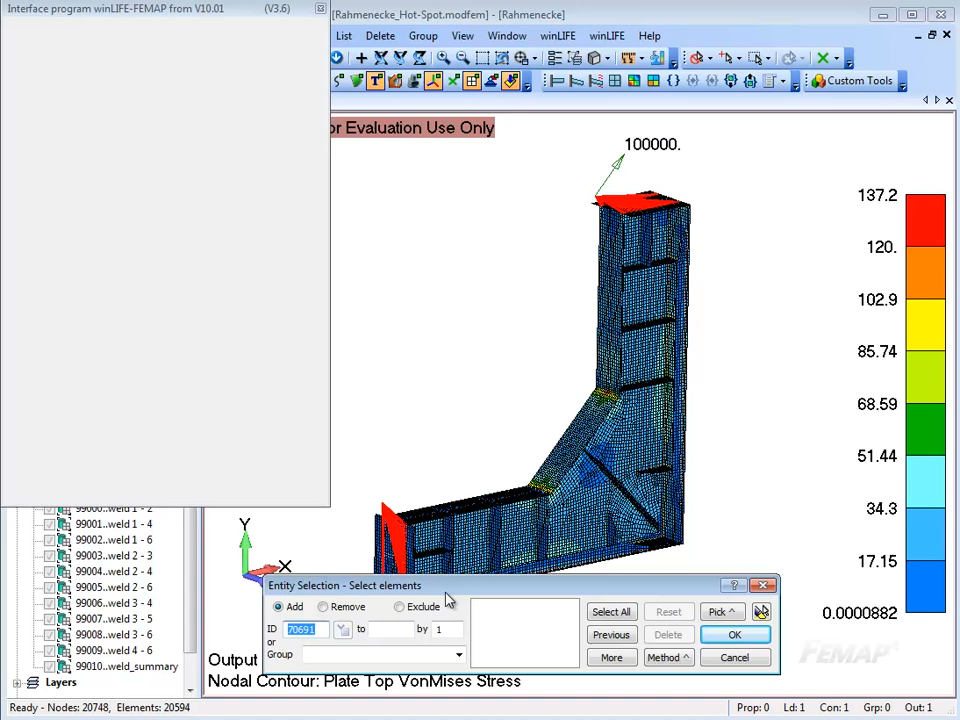 Interface program winLIFE-FEMAP from V10.01 (V3.6)
[Rahmenecke_Hot-Spot.modfem] - [Rahmenecke]
List Delete Group View Window winLIFE winLIFE Help
Custom Tools
or Evaluation Use Only
100000.
137.2
120.
102.9
85.74
68.59
51.44
34.3
17.15
0.0000882
FEMAP
Y
X
99000..weld 1 - 2
99001..weld 1 - 4
99002..weld 1 - 6
99003..weld 2 - 3
99004..weld 2 - 4
99005..weld 2 - 6
99006..weld 3 - 4
99007..weld 3 - 5
99008..weld 3 - 6
99009..weld 4 - 6
99010..weld_summary
Layers
Entity Selection - Select elements
Add Remove Exclude
ID 70691 to by 1
or
Group
Select All Reset Pick ^
Previous Delete OK
More Method ^ Cancel
Output
Nodal Contour: Plate Top VonMises Stress
Ready - Nodes: 20748, Elements: 20594
Prop: 0 Ld: 1 Con: 1 Grp: 0 Out: 1